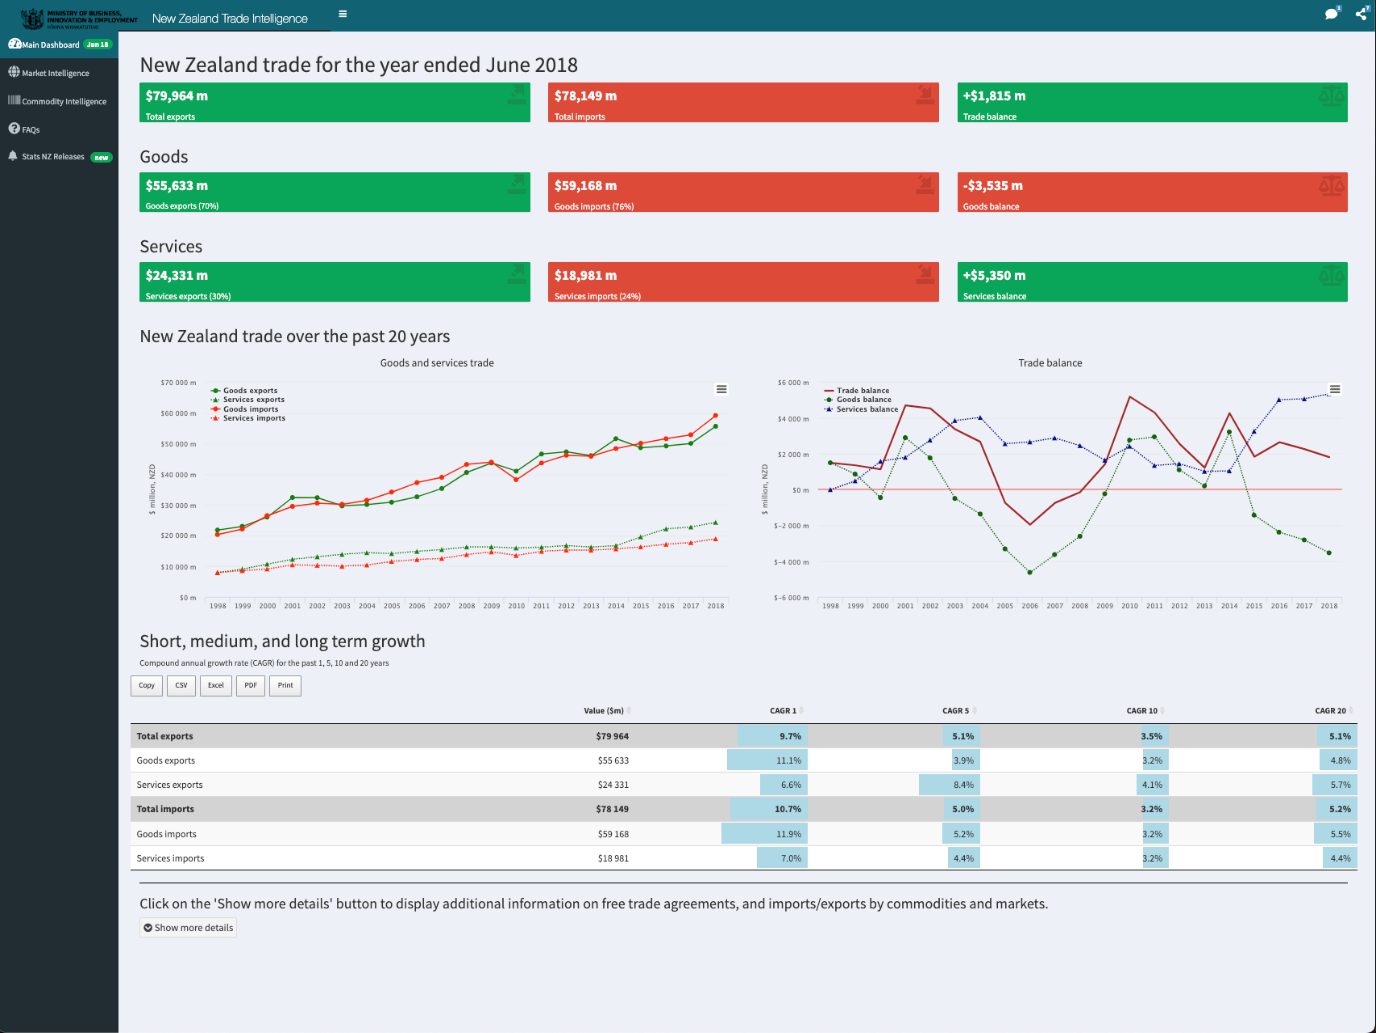 MINISTRY OF BUSINESS,
INNOVATION & EMPLOYMENT
HĪKINA WHAKATUTUKI
New Zealand Trade Intelligence
Main Dashboard Jun 18
Market Intelligence
Commodity Intelligence
FAQs
Stats NZ Releases new
New Zealand trade for the year ended June 2018
$79,964 m
Total exports
$78,149 m
Total imports
+$1,815 m
Trade balance
Goods
$55,633 m
Goods exports (70%)
$59,168 m
Goods imports (76%)
-$3,535 m
Goods balance
Services
$24,331 m
Services exports (30%)
$18,981 m
Services imports (24%)
+$5,350 m
Services balance
New Zealand trade over the past 20 years
Goods and services trade
Goods exports
Services exports
Goods imports
Services imports
$ million, NZD
$70 000 m
$60 000 m
$50 000 m
$40 000 m
$30 000 m
$20 000 m
$10 000 m
$0 m
1998 1999 2000 2001 2002 2003 2004 2005 2006 2007 2008 2009 2010 2011 2012 2013 2014 2015 2016 2017 2018
Trade balance
Trade balance
Goods balance
Services balance
$ million, NZD
$6 000 m
$4 000 m
$2 000 m
$0 m
$-2 000 m
$-4 000 m
$-6 000 m
1998 1999 2000 2001 2002 2003 2004 2005 2006 2007 2008 2009 2010 2011 2012 2013 2014 2015 2016 2017 2018
Short, medium, and long term growth
Compound annual growth rate (CAGR) for the past 1, 5, 10 and 20 years
Copy CSV Excel PDF Print
Value ($m) CAGR 1 CAGR 5 CAGR 10 CAGR 20
Total exports $79 964 9.7% 5.1% 3.5% 5.1%
Goods exports $55 633 11.1% 3.9% 3.2% 4.8%
Services exports $24 331 6.6% 8.4% 4.1% 5.7%
Total imports $78 149 10.7% 5.0% 3.2% 5.2%
Goods imports $59 168 11.9% 5.2% 3.2% 5.5%
Services imports $18 981 7.0% 4.4% 3.2% 4.4%
Click on the 'Show more details' button to display additional information on free trade agreements, and imports/exports by commodities and markets.
Show more details